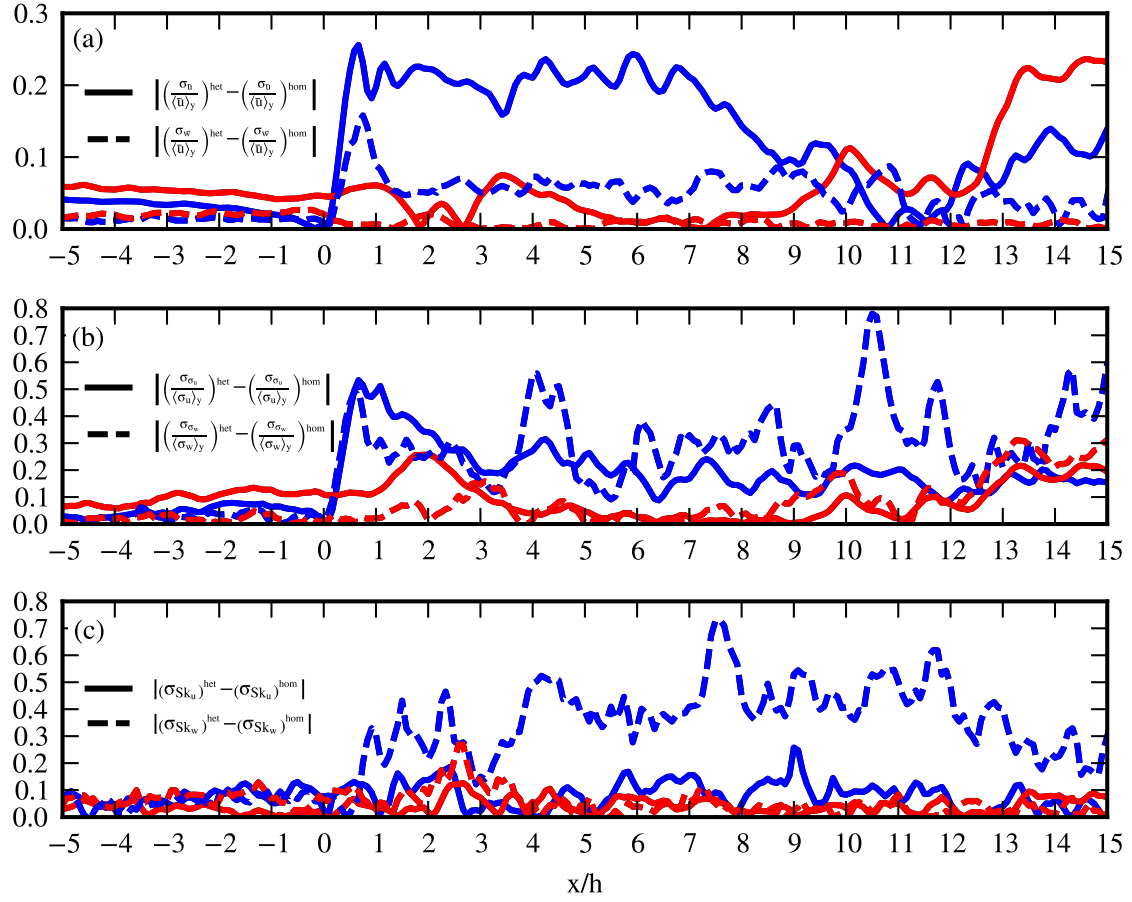 0.3
(a)
|(σū/⟨ū⟩y)het−(σū/⟨ū⟩y)hom|
0.2
|(σw/⟨ū⟩y)het−(σw/⟨ū⟩y)hom|
0.1
0.0
−5 −4 −3 −2 −1 0 1 2 3 4 5 6 7 8 9 10 11 12 13 14 15
0.8
(b)
0.7
0.6
0.5
|(σσu/⟨σu⟩y)het−(σσu/⟨σu⟩y)hom|
0.4
|(σσw/⟨σw⟩y)het−(σσw/⟨σw⟩y)hom|
0.3
0.2
0.1
0.0
−5 −4 −3 −2 −1 0 1 2 3 4 5 6 7 8 9 10 11 12 13 14 15
0.8
(c)
0.7
0.6
0.5
|(σSku)het−(σSku)hom|
0.4
|(σSkw)het−(σSkw)hom|
0.3
0.2
0.1
0.0
−5 −4 −3 −2 −1 0 1 2 3 4 5 6 7 8 9 10 11 12 13 14 15
x/h